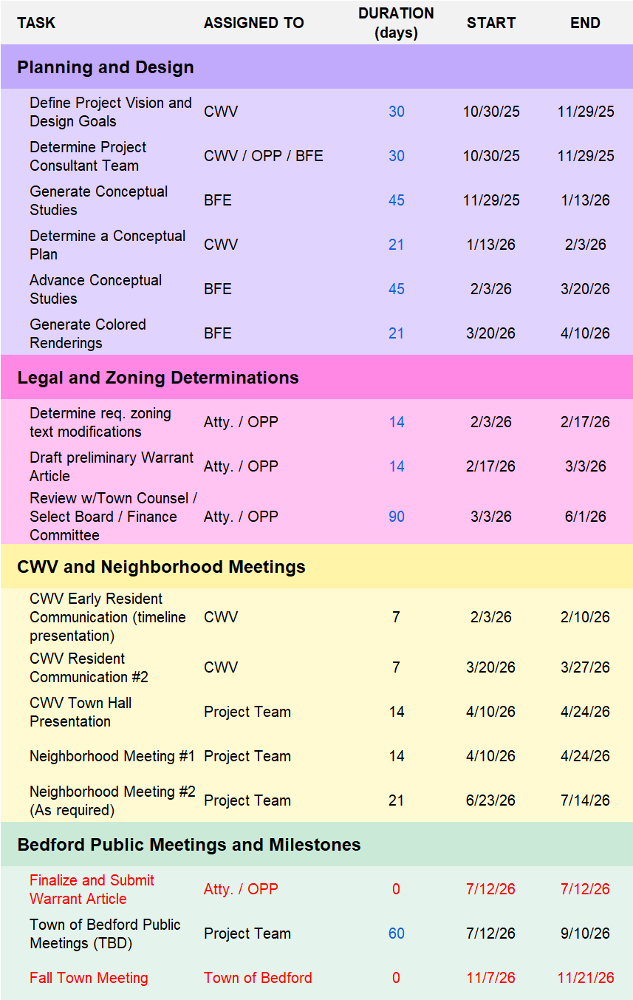 TASK ASSIGNED TO DURATION (days) START END
Planning and Design
Define Project Vision and Design Goals CWV 30 10/30/25 11/29/25
Determine Project Consultant Team CWV / OPP / BFE 30 10/30/25 11/29/25
Generate Conceptual Studies BFE 45 11/29/25 1/13/26
Determine a Conceptual Plan CWV 21 1/13/26 2/3/26
Advance Conceptual Studies BFE 45 2/3/26 3/20/26
Generate Colored Renderings BFE 21 3/20/26 4/10/26
Legal and Zoning Determinations
Determine req. zoning text modifications Atty. / OPP 14 2/3/26 2/17/26
Draft preliminary Warrant Article Atty. / OPP 14 2/17/26 3/3/26
Review w/Town Counsel / Select Board / Finance Committee Atty. / OPP 90 3/3/26 6/1/26
CWV and Neighborhood Meetings
CWV Early Resident Communication (timeline presentation) CWV 7 2/3/26 2/10/26
CWV Resident Communication #2 CWV 7 3/20/26 3/27/26
CWV Town Hall Presentation Project Team 14 4/10/26 4/24/26
Neighborhood Meeting #1 Project Team 14 4/10/26 4/24/26
Neighborhood Meeting #2 (As required) Project Team 21 6/23/26 7/14/26
Bedford Public Meetings and Milestones
Finalize and Submit Warrant Article Atty. / OPP 0 7/12/26 7/12/26
Town of Bedford Public Meetings (TBD) Project Team 60 7/12/26 9/10/26
Fall Town Meeting Town of Bedford 0 11/7/26 11/21/26